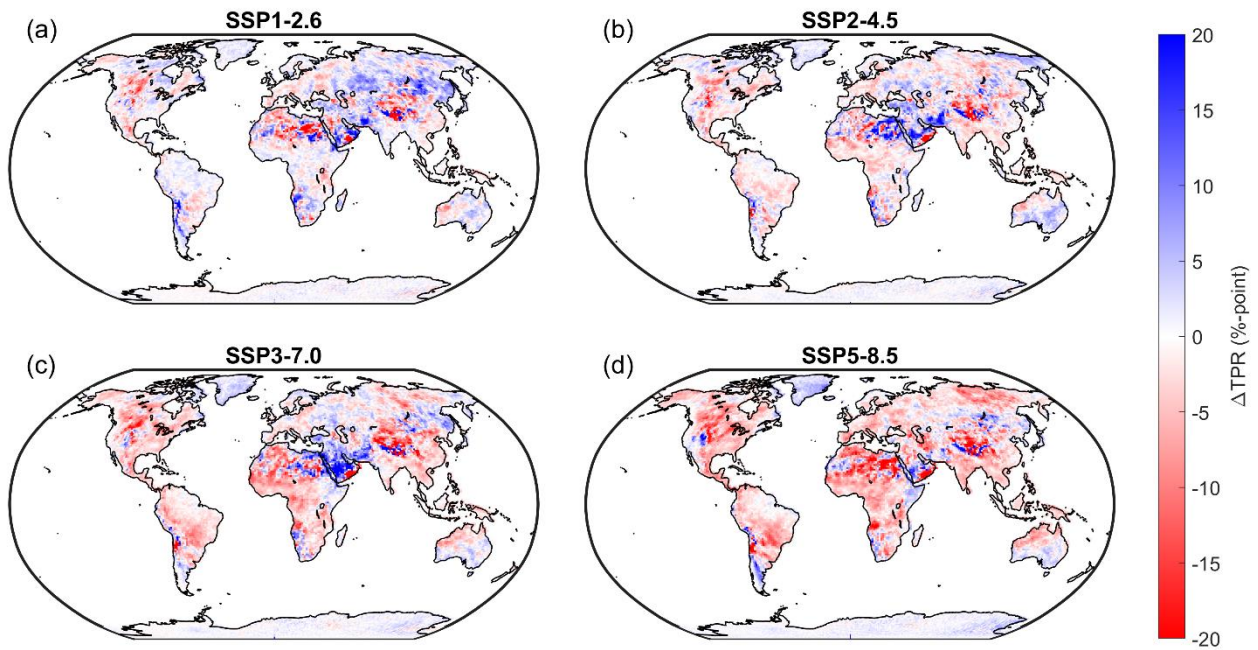 (a)
SSP1-2.6
(b)
SSP2-4.5
(c)
SSP3-7.0
(d)
SSP5-8.5
20
15
10
5
0
-5
-10
-15
-20
ΔTPR (%-point)